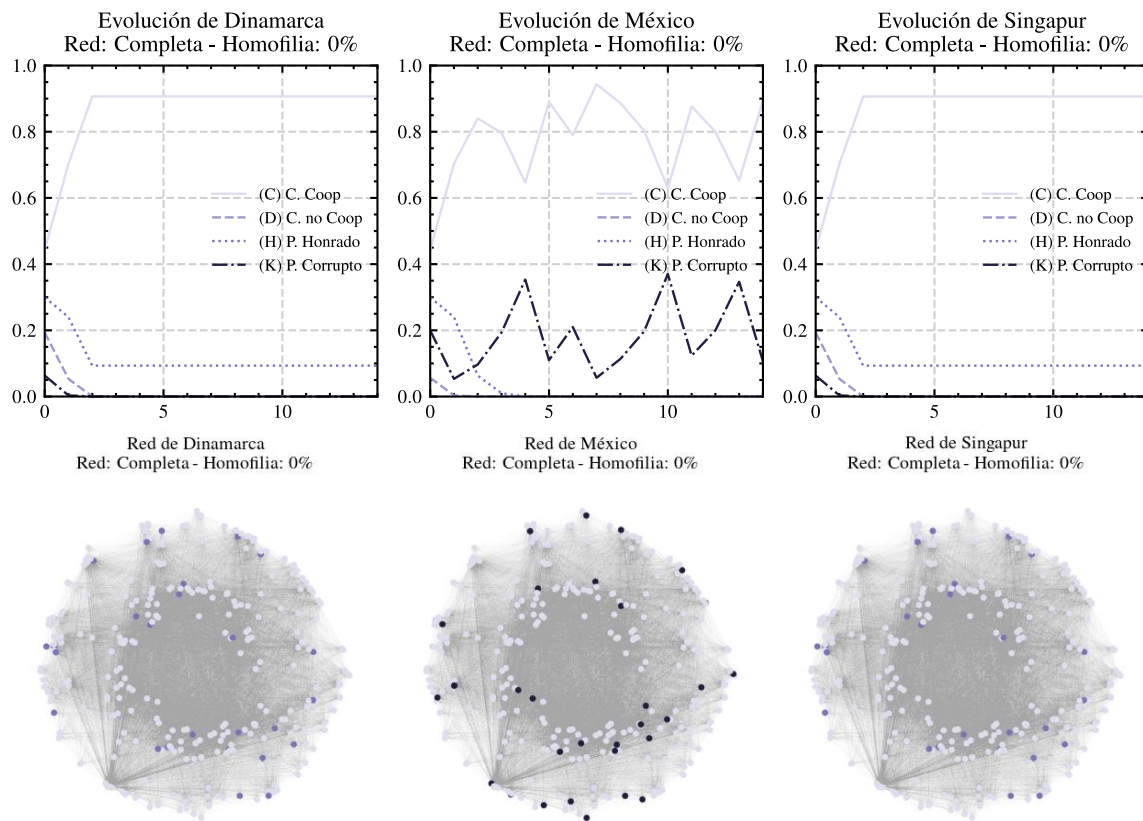 Evolución de Dinamarca
Red: Completa - Homofilia: 0%
1.0
0.8
0.6
0.4
0.2
0.0
0
5
10
(C) C. Coop
(D) C. no Coop
(H) P. Honrado
(K) P. Corrupto
Evolución de México
Red: Completa - Homofilia: 0%
1.0
0.8
0.6
0.4
0.2
0.0
0
5
10
(C) C. Coop
(D) C. no Coop
(H) P. Honrado
(K) P. Corrupto
Evolución de Singapur
Red: Completa - Homofilia: 0%
1.0
0.8
0.6
0.4
0.2
0.0
0
5
10
(C) C. Coop
(D) C. no Coop
(H) P. Honrado
(K) P. Corrupto
Red de Dinamarca
Red: Completa - Homofilia: 0%
Red de México
Red: Completa - Homofilia: 0%
Red de Singapur
Red: Completa - Homofilia: 0%